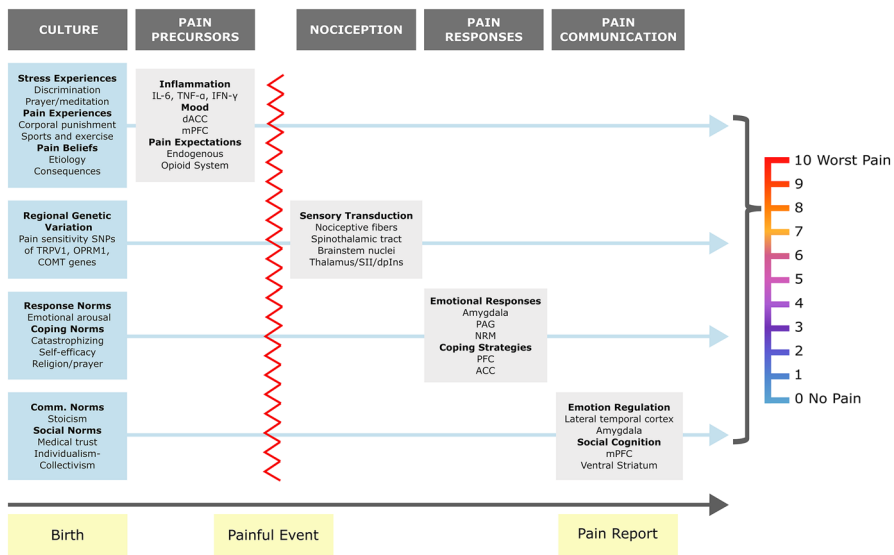 CULTURE
PAIN
PRECURSORS
NOCICEPTION
PAIN
RESPONSES
PAIN
COMMUNICATION
Stress Experiences
Discrimination
Prayer/meditation
Pain Experiences
Corporal punishment
Sports and exercise
Pain Beliefs
Etiology
Consequences
Inflammation
IL-6, TNF-α, IFN-γ
Mood
dACC
mPFC
Pain Expectations
Endogenous
Opioid System
Regional Genetic
Variation
Pain sensitivity SNPs
of TRPV1, OPRM1,
COMT genes
Sensory Transduction
Nociceptive fibers
Spinothalamic tract
Brainstem nuclei
Thalamus/SII/dpIns
Response Norms
Emotional arousal
Coping Norms
Catastrophizing
Self-efficacy
Religion/prayer
Emotional Responses
Amygdala
PAG
NRM
Coping Strategies
PFC
ACC
Comm. Norms
Stoicism
Social Norms
Medical trust
Individualism-
Collectivism
Emotion Regulation
Lateral temporal cortex
Amygdala
Social Cognition
mPFC
Ventral Striatum
10 Worst Pain
9
8
7
6
5
4
3
2
1
0 No Pain
Birth
Painful Event
Pain Report